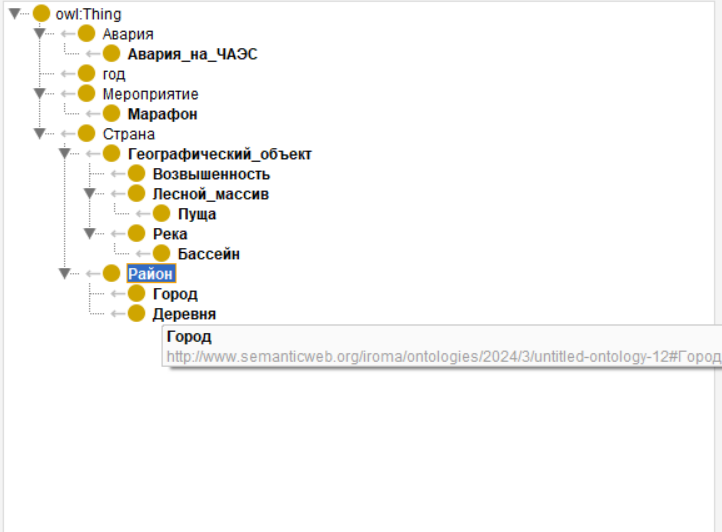 owl:Thing
Авария
Авария_на_ЧАЭС
год
Мероприятие
Марафон
Страна
Географический_объект
Возвышенность
Лесной_массив
Пуща
Река
Бассейн
Район
Город
Деревня
Город
http://www.semanticweb.org/iroma/ontologies/2024/3/untitled-ontology-12#Город